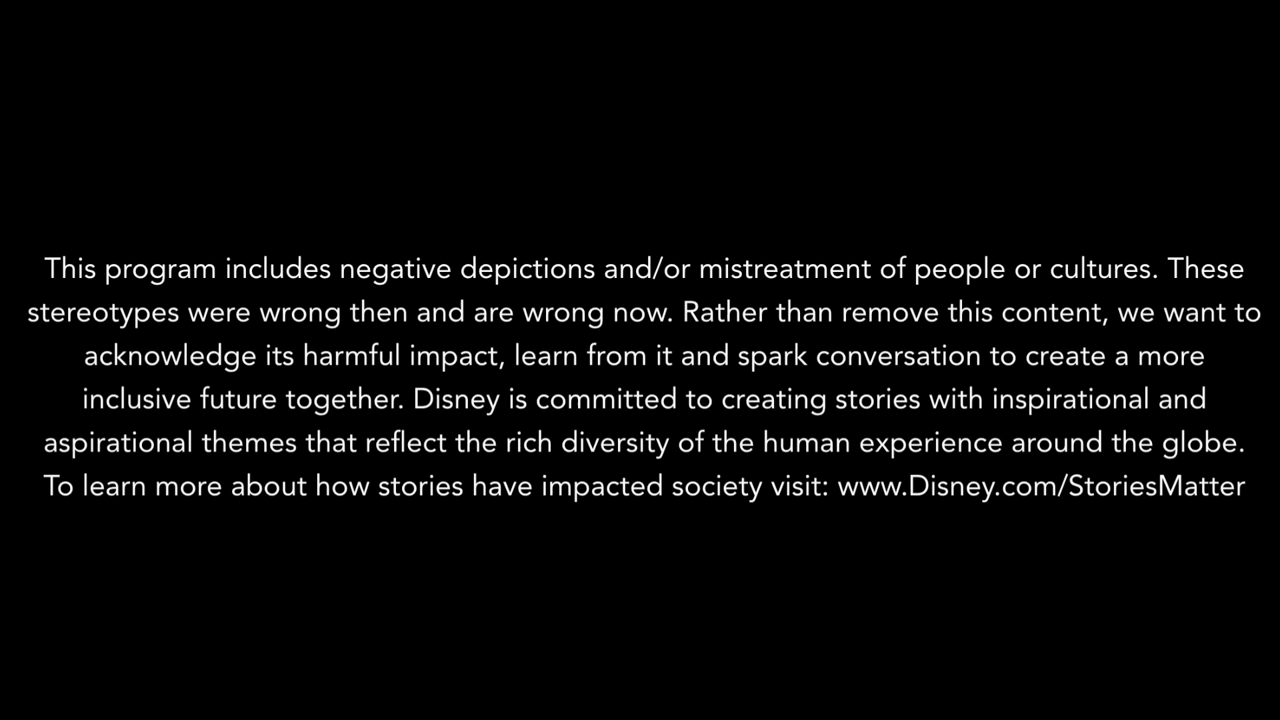 This program includes negative depictions and/or mistreatment of people or cultures. These
stereotypes were wrong then and are wrong now. Rather than remove this content, we want to
acknowledge its harmful impact, learn from it and spark conversation to create a more
inclusive future together. Disney is committed to creating stories with inspirational and
aspirational themes that reflect the rich diversity of the human experience around the globe.
To learn more about how stories have impacted society visit: www.Disney.com/StoriesMatter